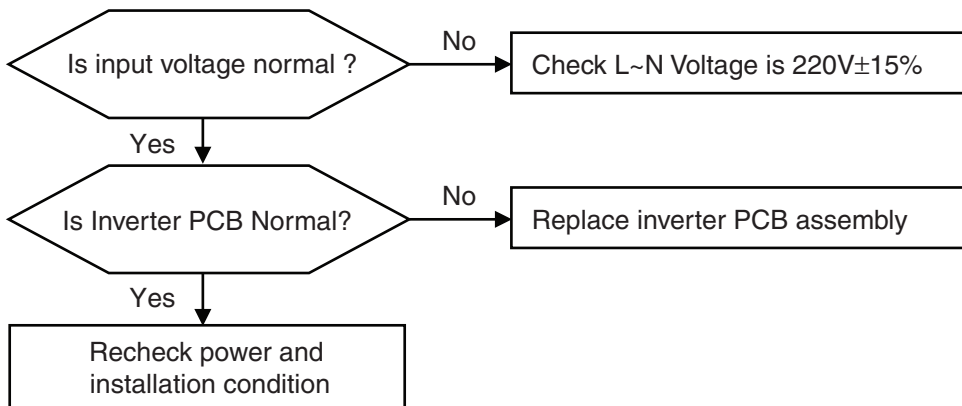 Is input voltage normal ?
No
Check L~N Voltage is 220V±15%
Yes
Is Inverter PCB Normal?
No
Replace inverter PCB assembly
Yes
Recheck power and
installation condition